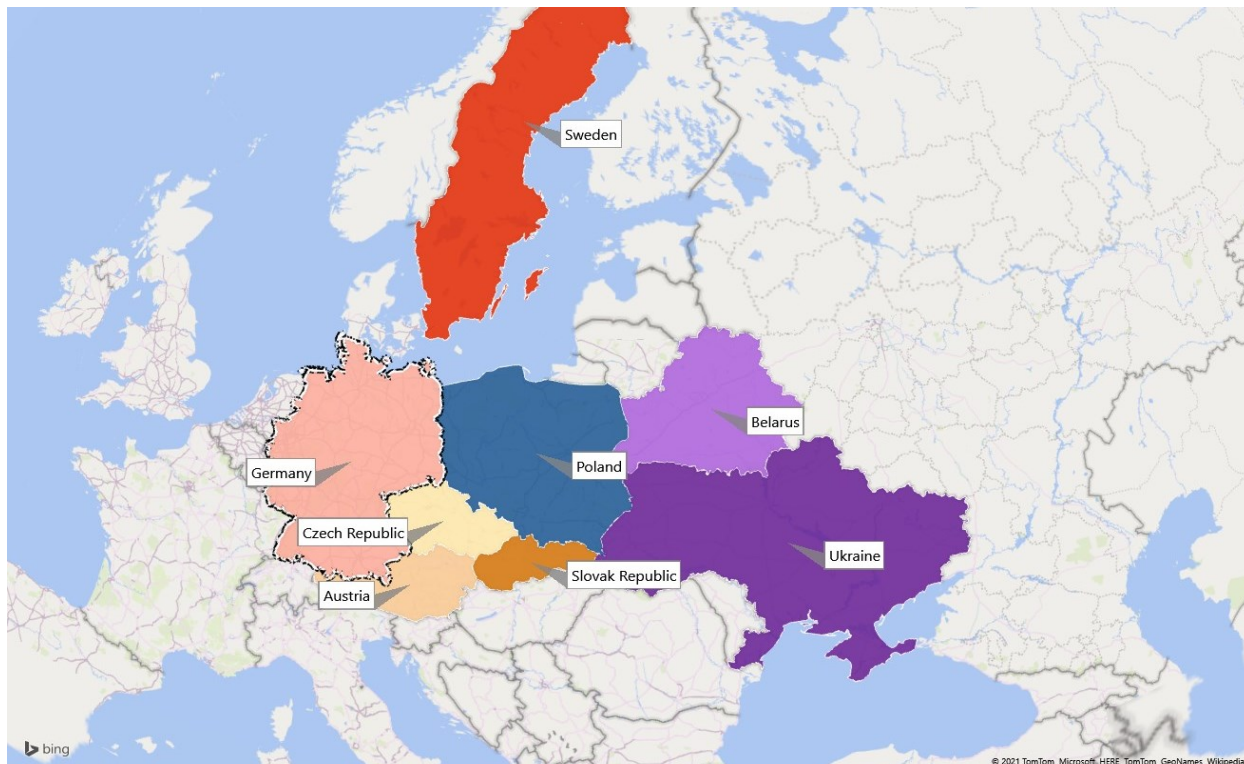 Sweden
Belarus
Poland
Germany
Czech Republic
Ukraine
Slovak Republic
Austria
bing
© 2021 TomTom, Microsoft, HERE, TomTom, GeoNames, Wikipedia